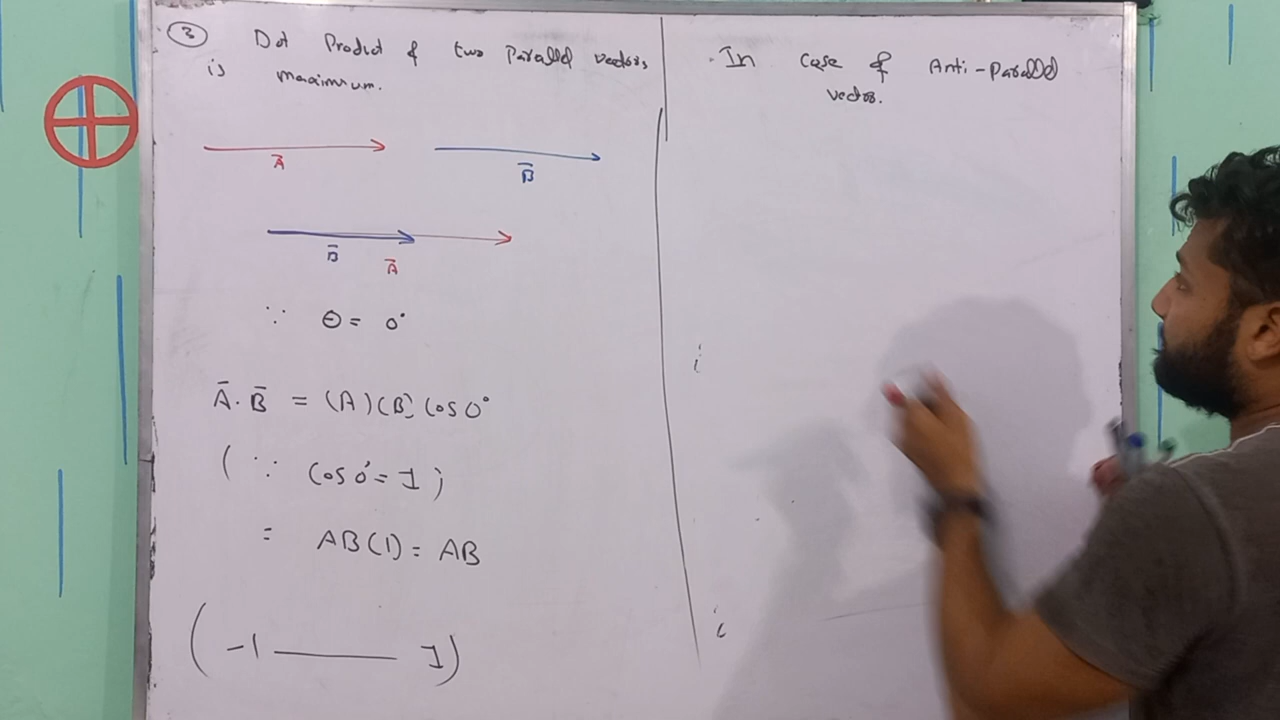 ③ Dot Product of two Parallel vectors
is maximum.
A⃗ B⃗
B⃗ A⃗
∵ θ = 0°
A⃗ . B⃗ = (A)(B) Cos 0°
(∵ Cos 0° = 1)
= AB(1) = AB
(-1 —— 1)
. In case of Anti-Parallel
vector.
i